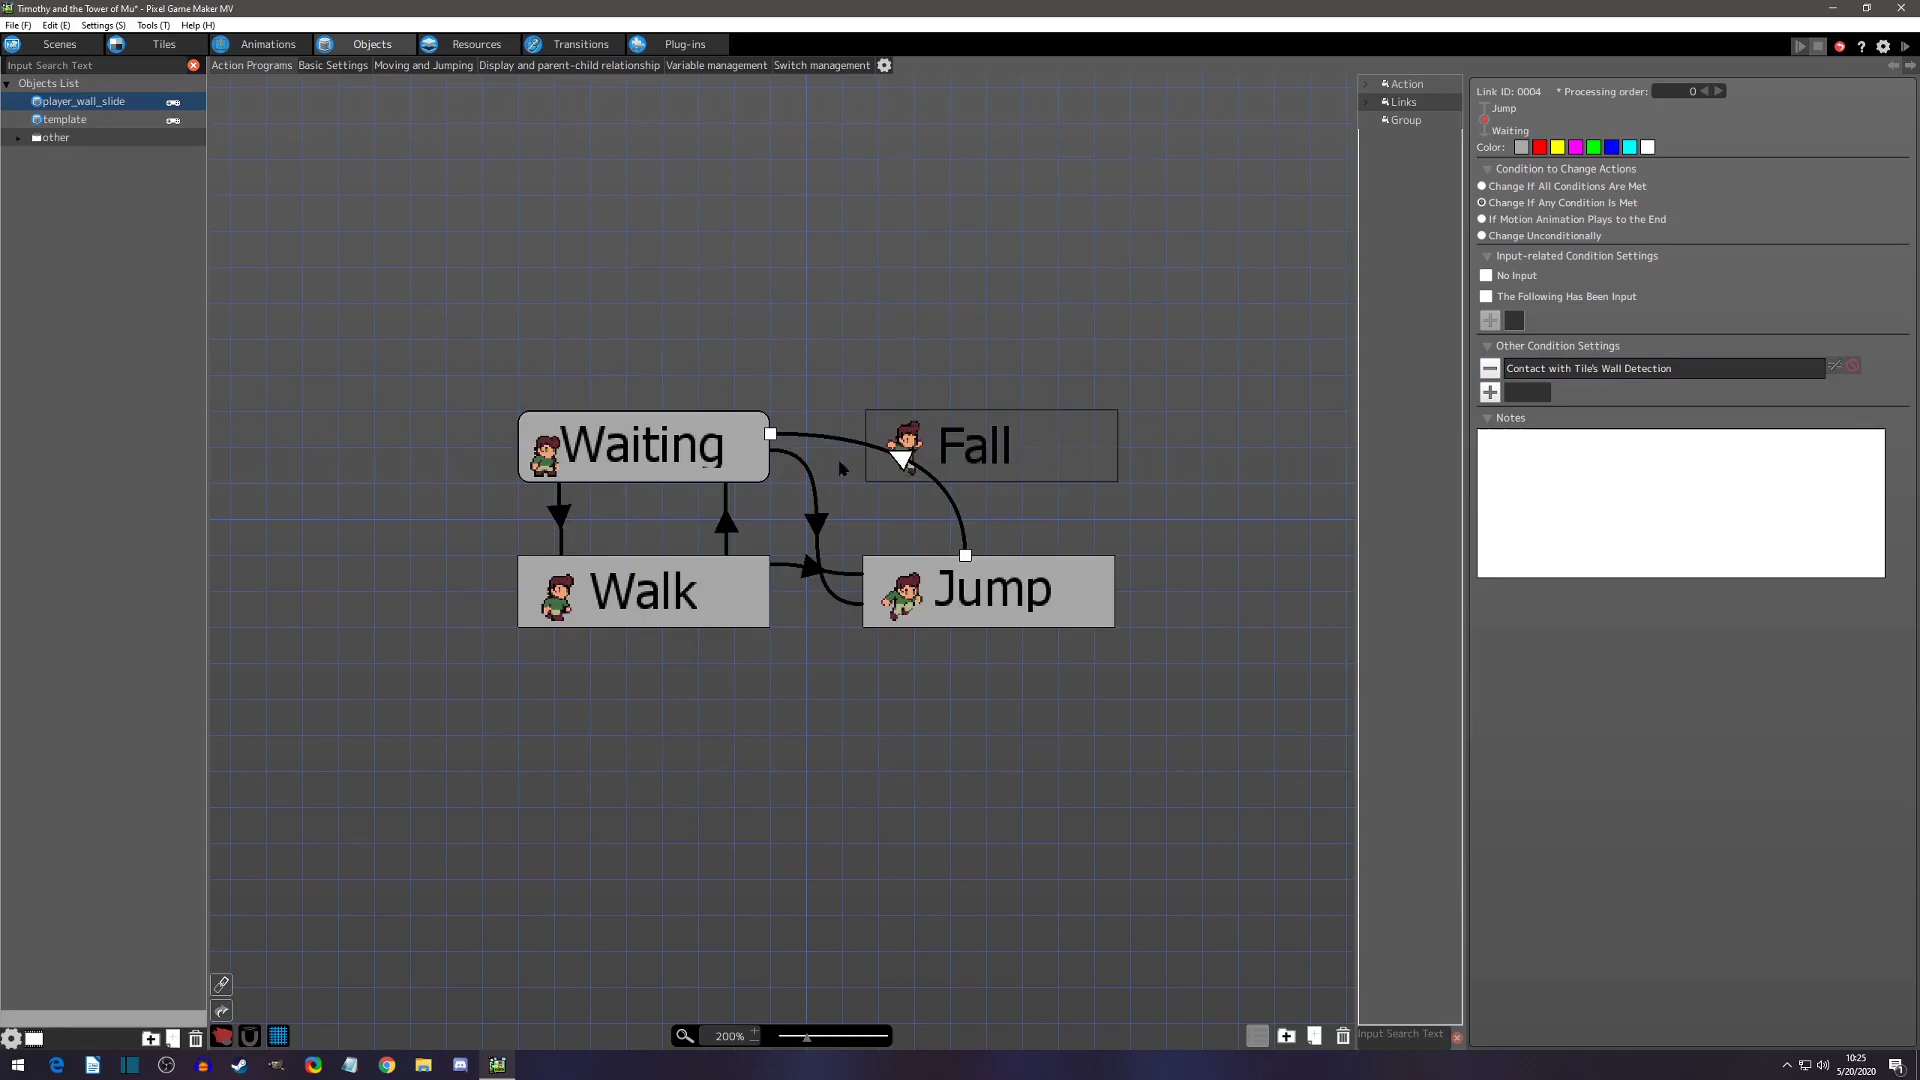 Timothy and the Tower of Mu* - Pixel Game Maker MV
File (F) Edit (E) Settings (S) Tools (T) Help (H)
Scenes Tiles Animations Objects Resources Transitions Plug-ins
Input Search Text
Action Programs Basic Settings Moving and Jumping Display and parent-child relationship Variable management Switch management
Objects List
player_wall_slide
template
other
Action
Links
Group
Link ID: 0004 * Processing order: 0
Jump
Waiting
Color:
Condition to Change Actions
Change If All Conditions Are Met
Change If Any Condition Is Met
If Motion Animation Plays to the End
Change Unconditionally
Input-related Condition Settings
No Input
The Following Has Been Input
Other Condition Settings
Contact with Tile's Wall Detection
Notes
Waiting
Fall
Walk
Jump
200%
Input Search Text
10:25
5/20/2020